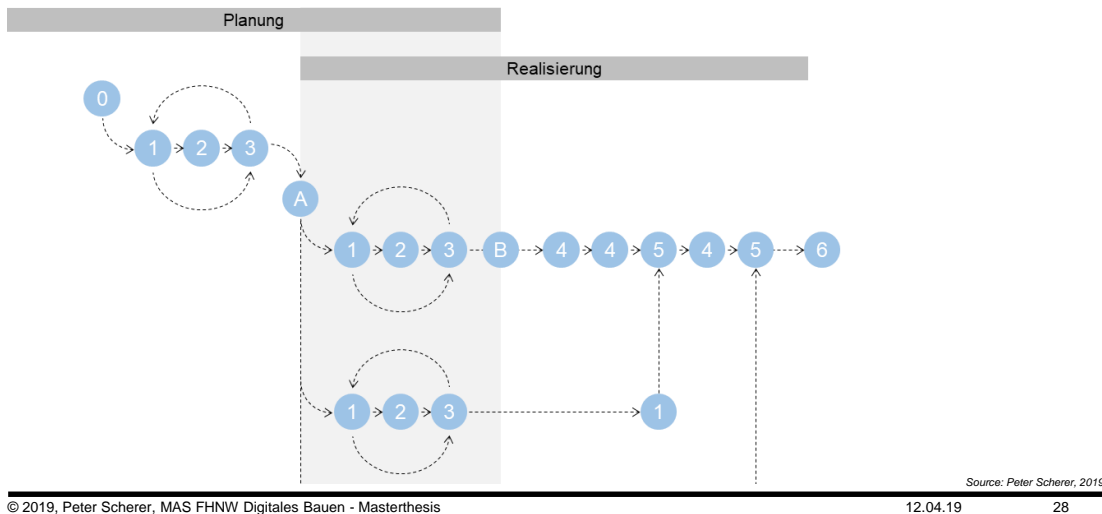 Planung
Realisierung
0
1 2 3
A
1 2 3 B 4 4 5 4 5 6
1 2 3 1
Source: Peter Scherer, 2019
© 2019, Peter Scherer, MAS FHNW Digitales Bauen - Masterthesis 12.04.19 28